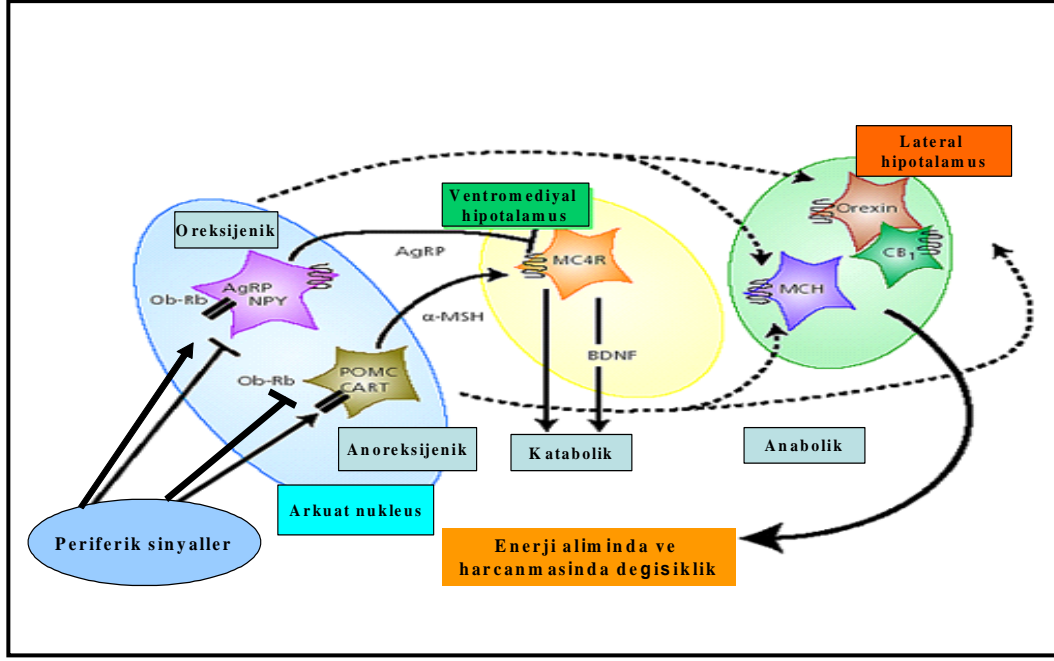 Lateral
hipotalamus
Ventromediyal
hipotalamus
Oreksijenik
Orexin
AgRP
MC4R
CB1
AgRP
NPY
Ob-Rb
MCH
α-MSH
BDNF
Ob-Rb
POMC
CART
Anoreksijenik
Katabolik
Anabolik
Arkuat nukleus
Periferik sinyaller
Enerji aliminda ve
harcanmasinda degisiklik